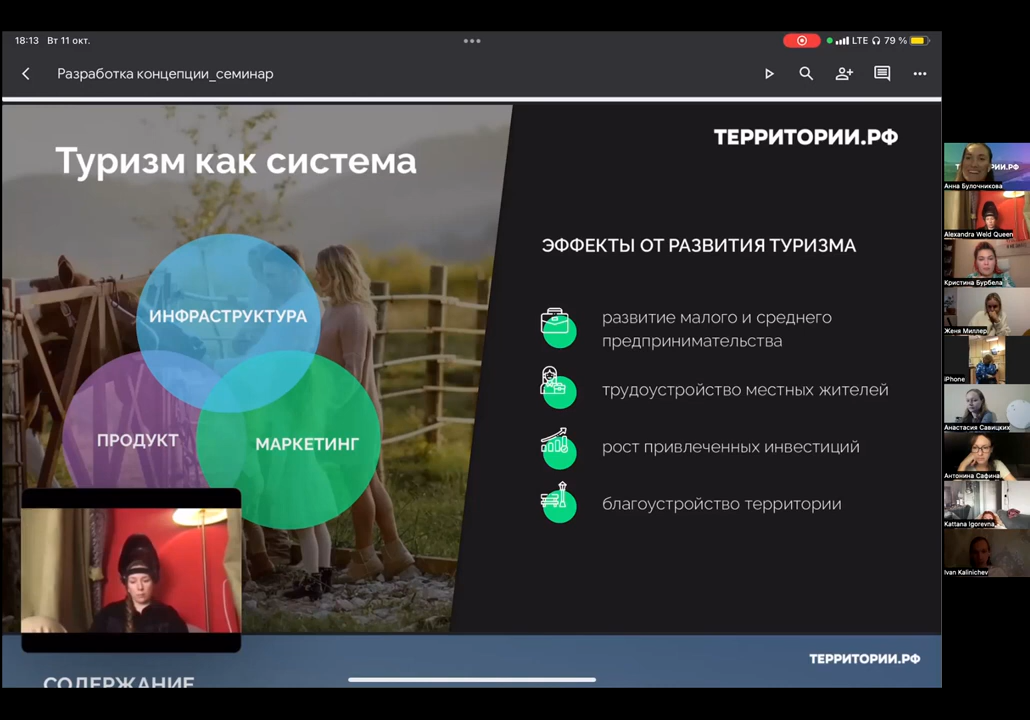 18:13 Вт 11 окт.
LTE 79 %
Разработка концепции_семинар
Туризм как система
ИНФРАСТРУКТУРА
ПРОДУКТ
МАРКЕТИНГ
ТЕРРИТОРИИ.РФ
ЭФФЕКТЫ ОТ РАЗВИТИЯ ТУРИЗМА
развитие малого и среднего
предпринимательства
трудоустройство местных жителей
рост привлеченных инвестиций
благоустройство территории
ТЕРРИТОРИИ.РФ
СОДЕРЖАНИЕ
Анна Булочникова
Alexandra Weld Queen
Кристина Бурбела
Женя Миллер
iPhone
Анастасия Савицких
Антонина Сафина
Kattana Igorevna
Ivan Kalinichev